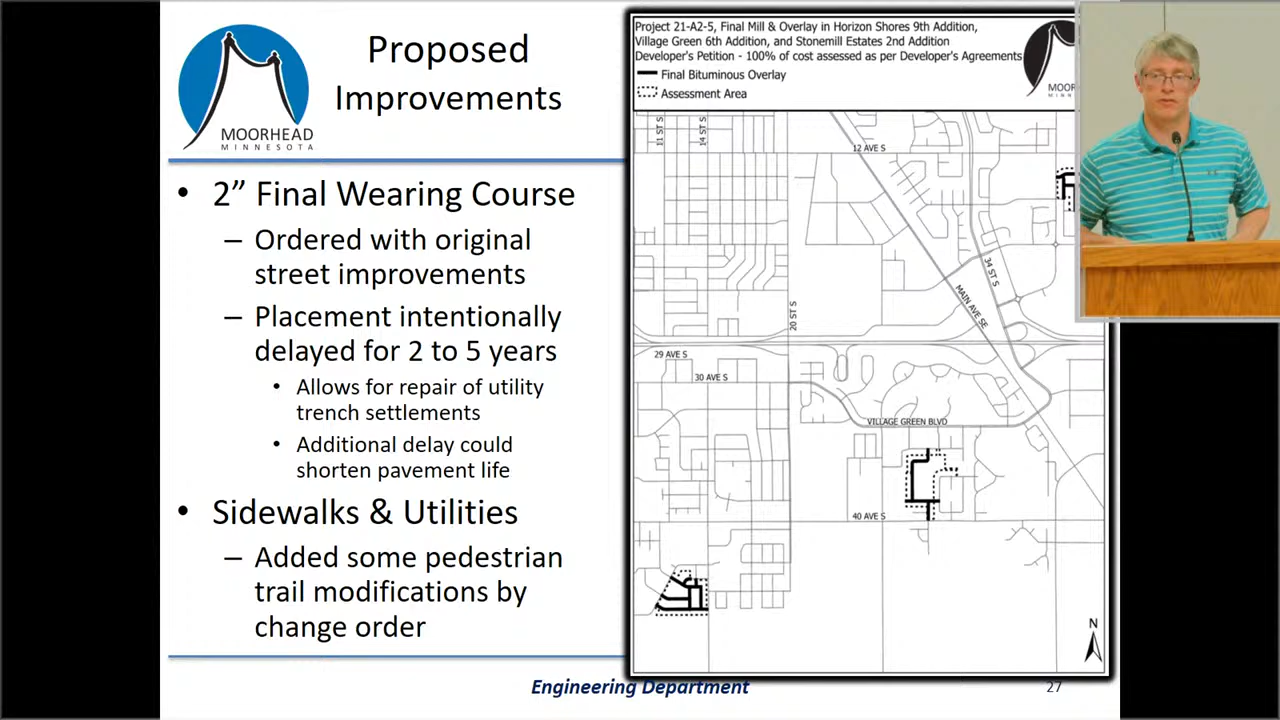 MOORHEAD
MINNESOTA
Proposed
Improvements
• 2” Final Wearing Course
– Ordered with original
street improvements
– Placement intentionally
delayed for 2 to 5 years
• Allows for repair of utility
trench settlements
• Additional delay could
shorten pavement life
• Sidewalks & Utilities
– Added some pedestrian
trail modifications by
change order
Project 21-A2-5, Final Mill & Overlay in Horizon Shores 9th Addition,
Village Green 6th Addition, and Stonemill Estates 2nd Addition
Developer's Petition - 100% of cost assessed as per Developer's Agreements
Final Bituminous Overlay
Assessment Area
11 ST S
14 ST S
12 AVE S
34 ST S
MAIN AVE SE
20 ST S
29 AVE S
30 AVE S
VILLAGE GREEN BLVD
40 AVE S
N
Engineering Department
27